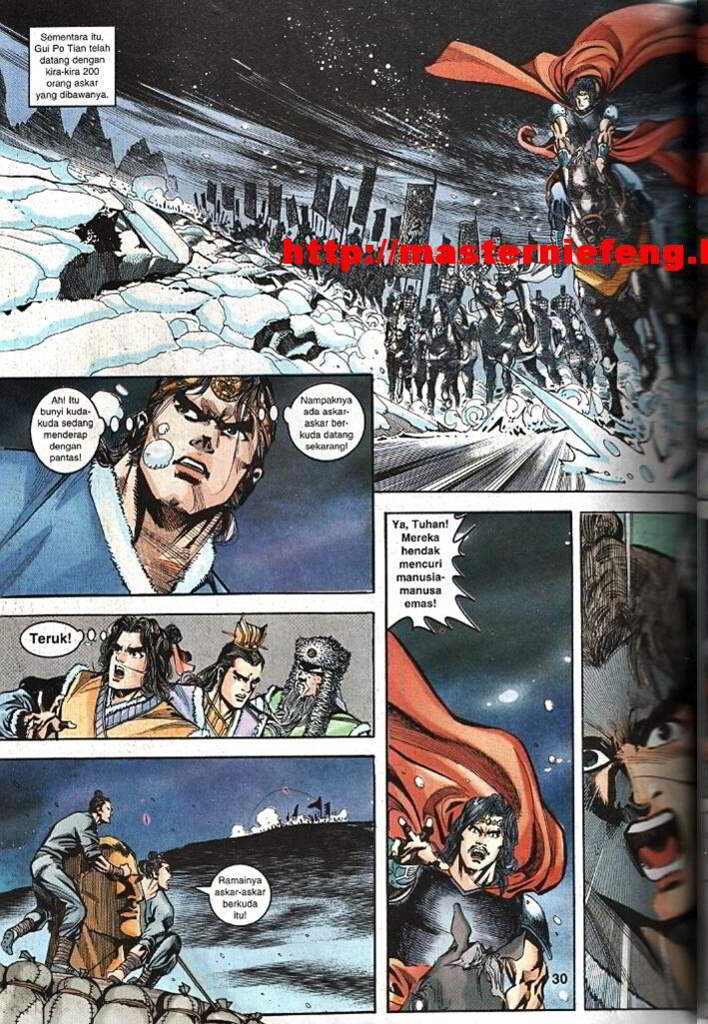 Sementara itu,
Gui Po Tian telah
datang dengan
kira-kira 200
orang askar
yang dibawanya.
http://masterniefeng.
Ah! Itu
bunyi kuda-
kuda sedang
menderap
dengan
pantas!
Nampaknya
ada askar-
askar ber-
kuda datang
sekarang!
Teruk!
Ramainya
askar-askar
berkuda
itu!
Ya, Tuhan!
Mereka
hendak
mencuri
manusia-
manusa
emas!
30